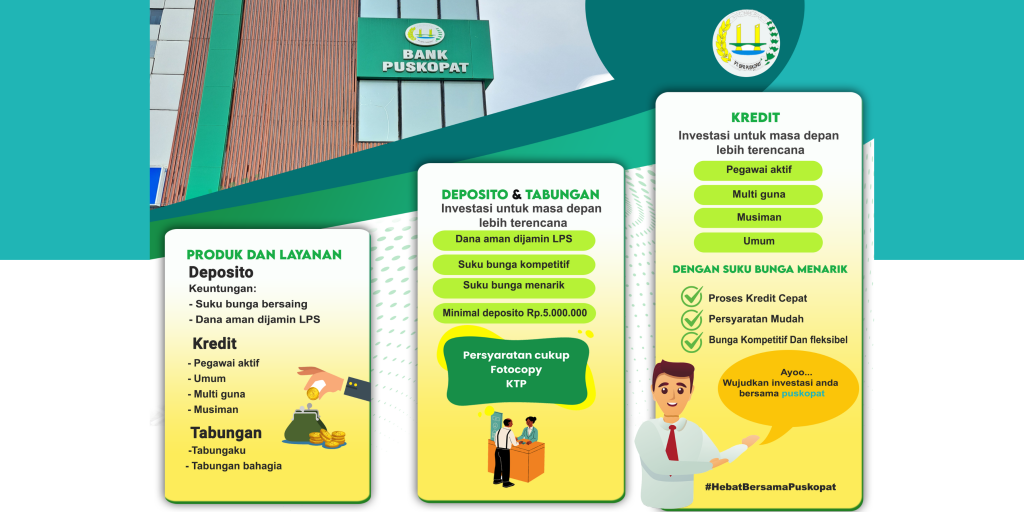 BANK
PUSKOPAT
PT BPR PUSKOPAT
PRODUK DAN LAYANAN
Deposito
Keuntungan:
- Suku bunga bersaing
- Dana aman dijamin LPS
Kredit
- Pegawai aktif
- Umum
- Multi guna
- Musiman
Tabungan
-Tabungaku
- Tabungan bahagia
DEPOSITO & TABUNGAN
Investasi untuk masa depan
lebih terencana
Dana aman dijamin LPS
Suku bunga kompetitif
Suku bunga menarik
Minimal deposito Rp.5.000.000
Persyaratan cukup
Fotocopy
KTP
KREDIT
Investasi untuk masa depan
lebih terencana
Pegawai aktif
Multi guna
Musiman
Umum
DENGAN SUKU BUNGA MENARIK
Proses Kredit Cepat
Persyaratan Mudah
Bunga Kompetitif Dan fleksibel
Ayoo...
Wujudkan investasi anda
bersama puskopat
#HebatBersamaPuskopat